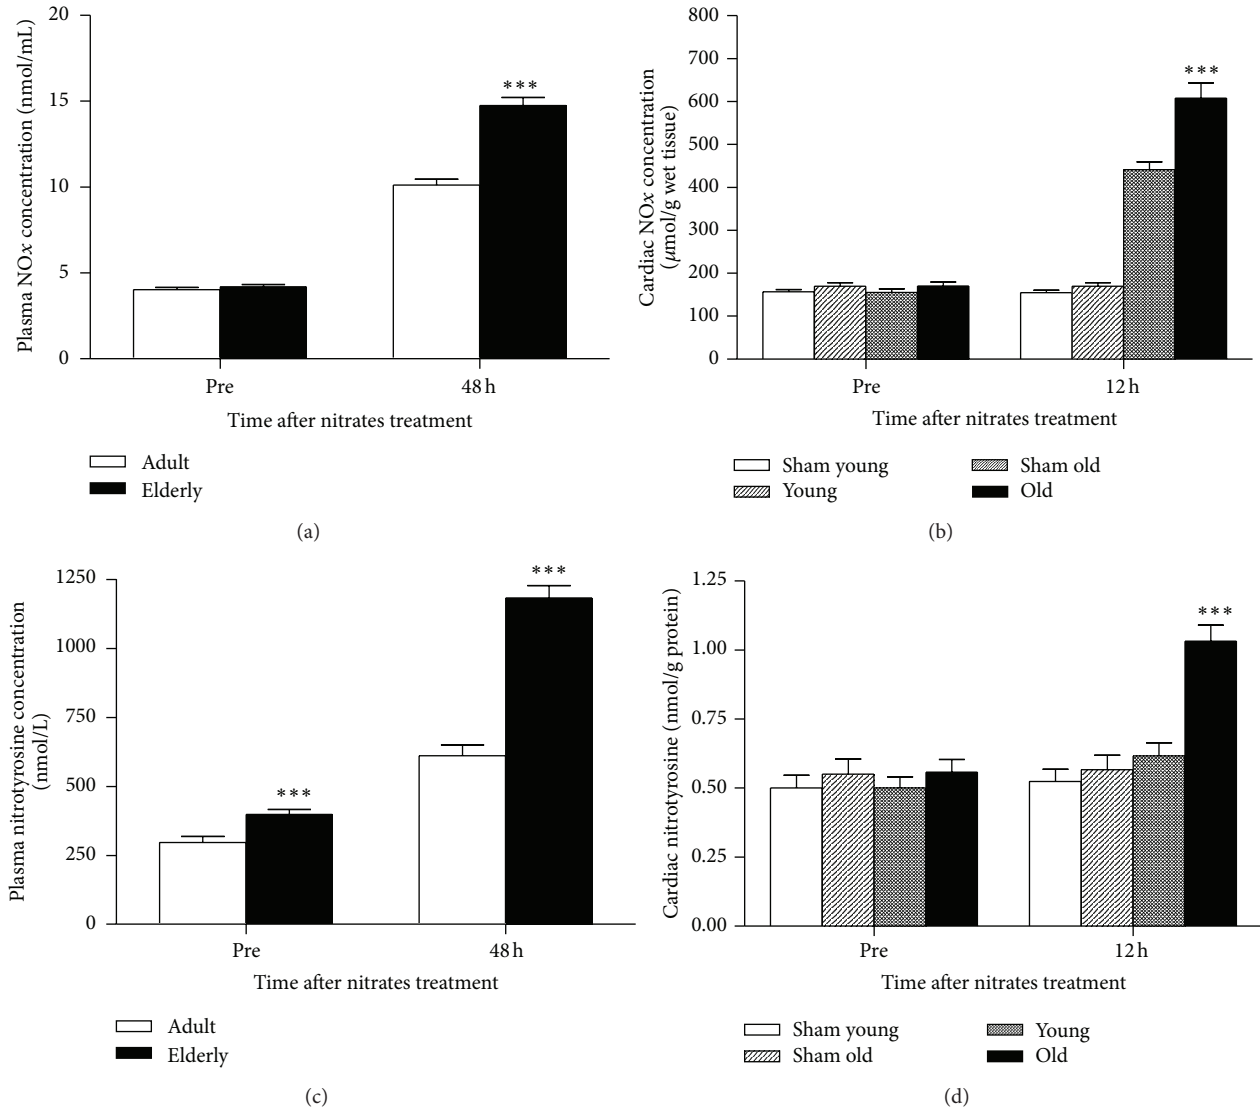 20
15
10
5
0
Plasma NOx concentration (nmol/mL)
***
Pre
48 h
Time after nitrates treatment
Adult
Elderly
(a)
800
700
600
500
400
300
200
100
0
Cardiac NOx concentration
(μmol/g wet tissue)
***
Pre
12 h
Time after nitrates treatment
Sham young
Young
Sham old
Old
(b)
1250
1000
750
500
250
0
Plasma nitrotyrosine concentration
(nmol/L)
***
***
Pre
48 h
Time after nitrates treatment
Adult
Elderly
(c)
1.25
1.00
0.75
0.50
0.25
0.00
Cardiac nitrotyrosine (nmol/g protein)
***
Pre
12 h
Time after nitrates treatment
Sham young
Sham old
Young
Old
(d)